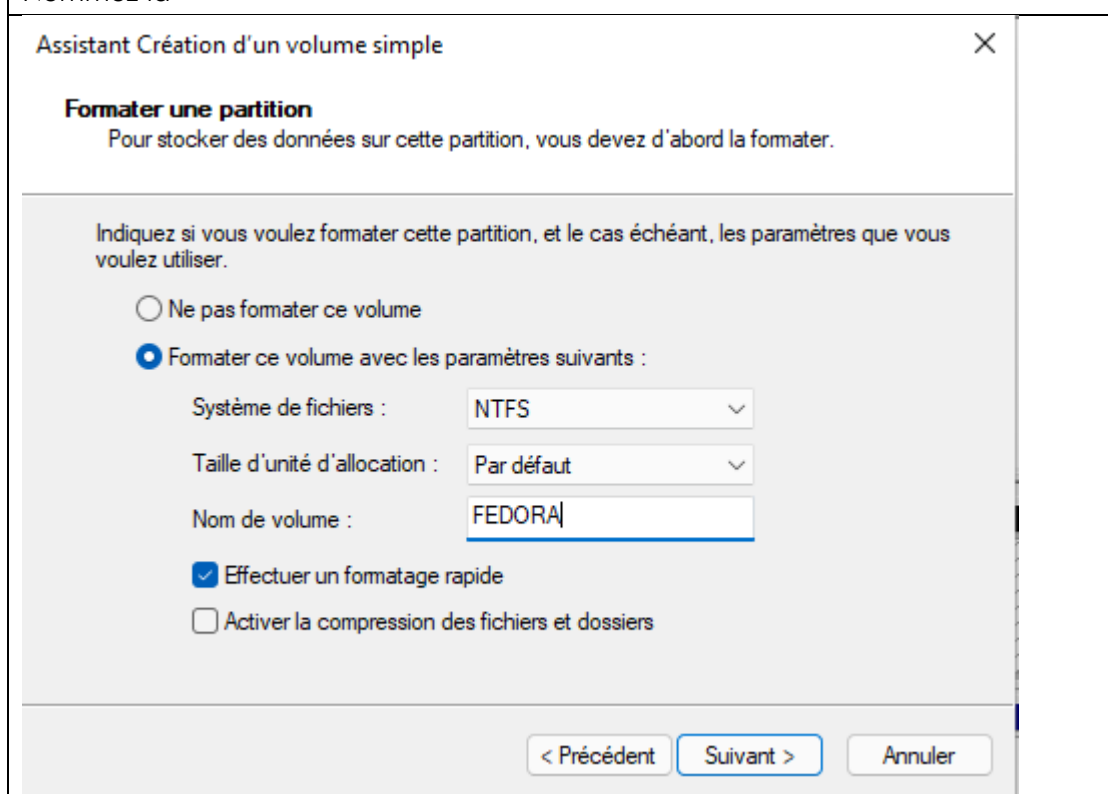 Nommez la
Assistant Création d'un volume simple
Formater une partition
Pour stocker des données sur cette partition, vous devez d'abord la formater.
Indiquez si vous voulez formater cette partition, et le cas échéant, les paramètres que vous
voulez utiliser.
Ne pas formater ce volume
Formater ce volume avec les paramètres suivants :
Système de fichiers : NTFS
Taille d'unité d'allocation : Par défaut
Nom de volume : FEDORA
Effectuer un formatage rapide
Activer la compression des fichiers et dossiers
< Précédent Suivant > Annuler